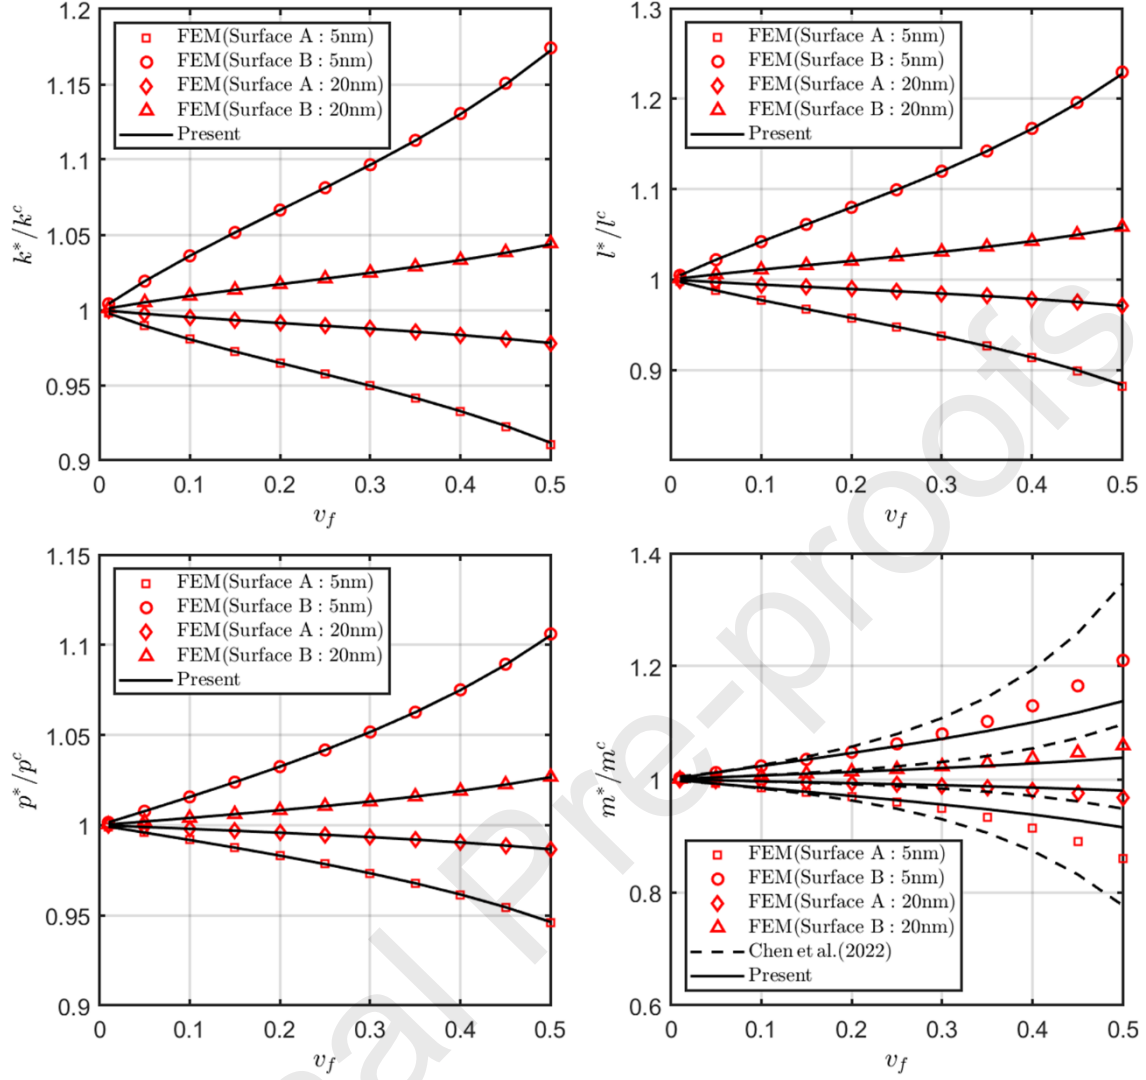 1.2
1.15
1.1
1.05
1
0.95
0.9
k*/k^c
FEM(Surface A : 5nm)
FEM(Surface B : 5nm)
FEM(Surface A : 20nm)
FEM(Surface B : 20nm)
Present
0 0.1 0.2 0.3 0.4 0.5
v_f
1.3
1.2
1.1
1
0.9
l*/l^c
FEM(Surface A : 5nm)
FEM(Surface B : 5nm)
FEM(Surface A : 20nm)
FEM(Surface B : 20nm)
Present
0 0.1 0.2 0.3 0.4 0.5
v_f
1.15
1.1
1.05
1
0.95
0.9
p*/p^c
FEM(Surface A : 5nm)
FEM(Surface B : 5nm)
FEM(Surface A : 20nm)
FEM(Surface B : 20nm)
Present
0 0.1 0.2 0.3 0.4 0.5
v_f
1.4
1.2
1
0.8
0.6
m*/m^c
FEM(Surface A : 5nm)
FEM(Surface B : 5nm)
FEM(Surface A : 20nm)
FEM(Surface B : 20nm)
Chen et al.(2022)
Present
0 0.1 0.2 0.3 0.4 0.5
v_f
al Pre-proofs